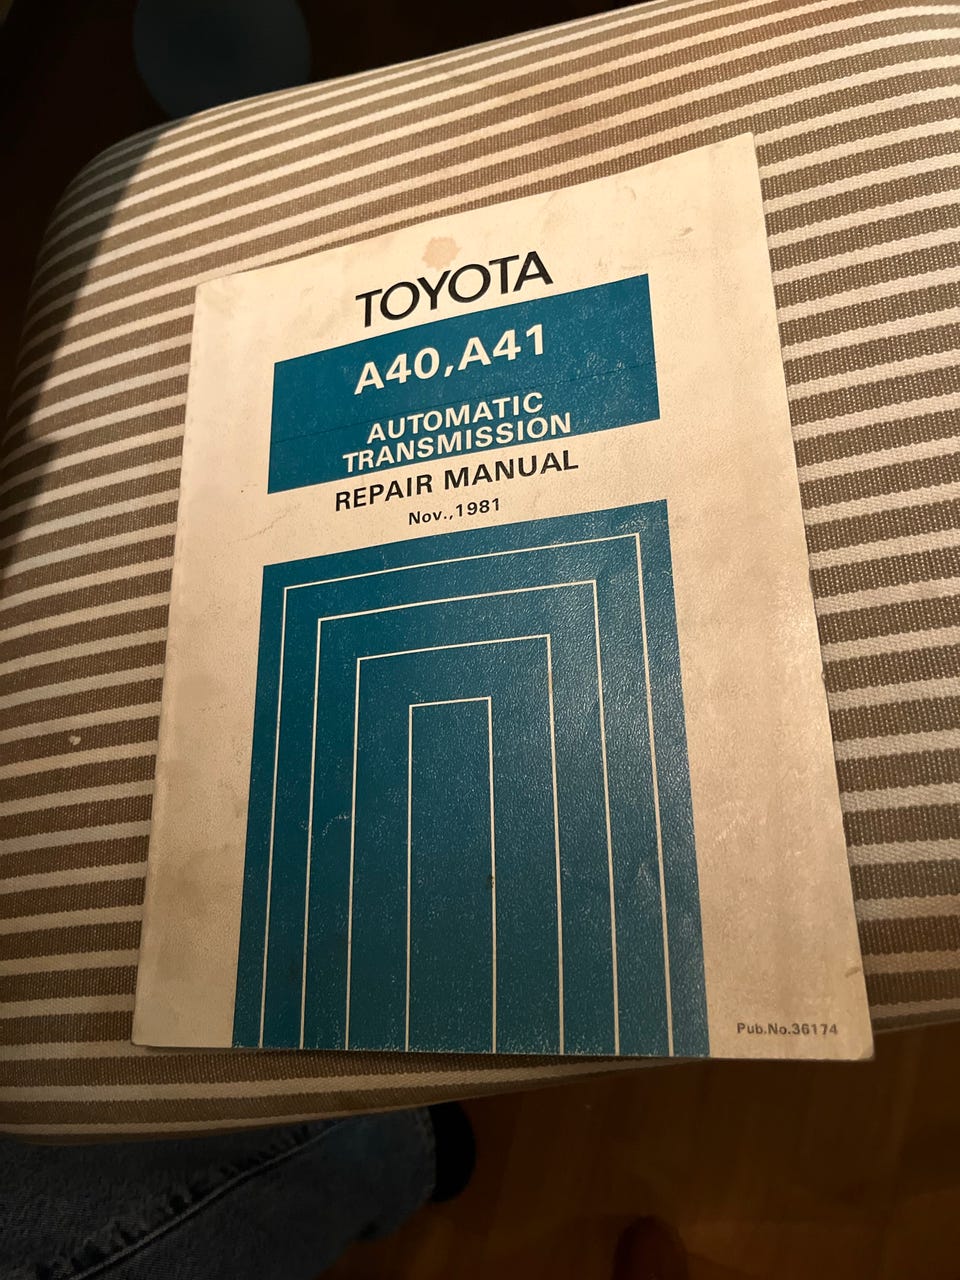 TOYOTA
A40,A41
AUTOMATIC
TRANSMISSION
REPAIR MANUAL
Nov.,1981
Pub.No.36174